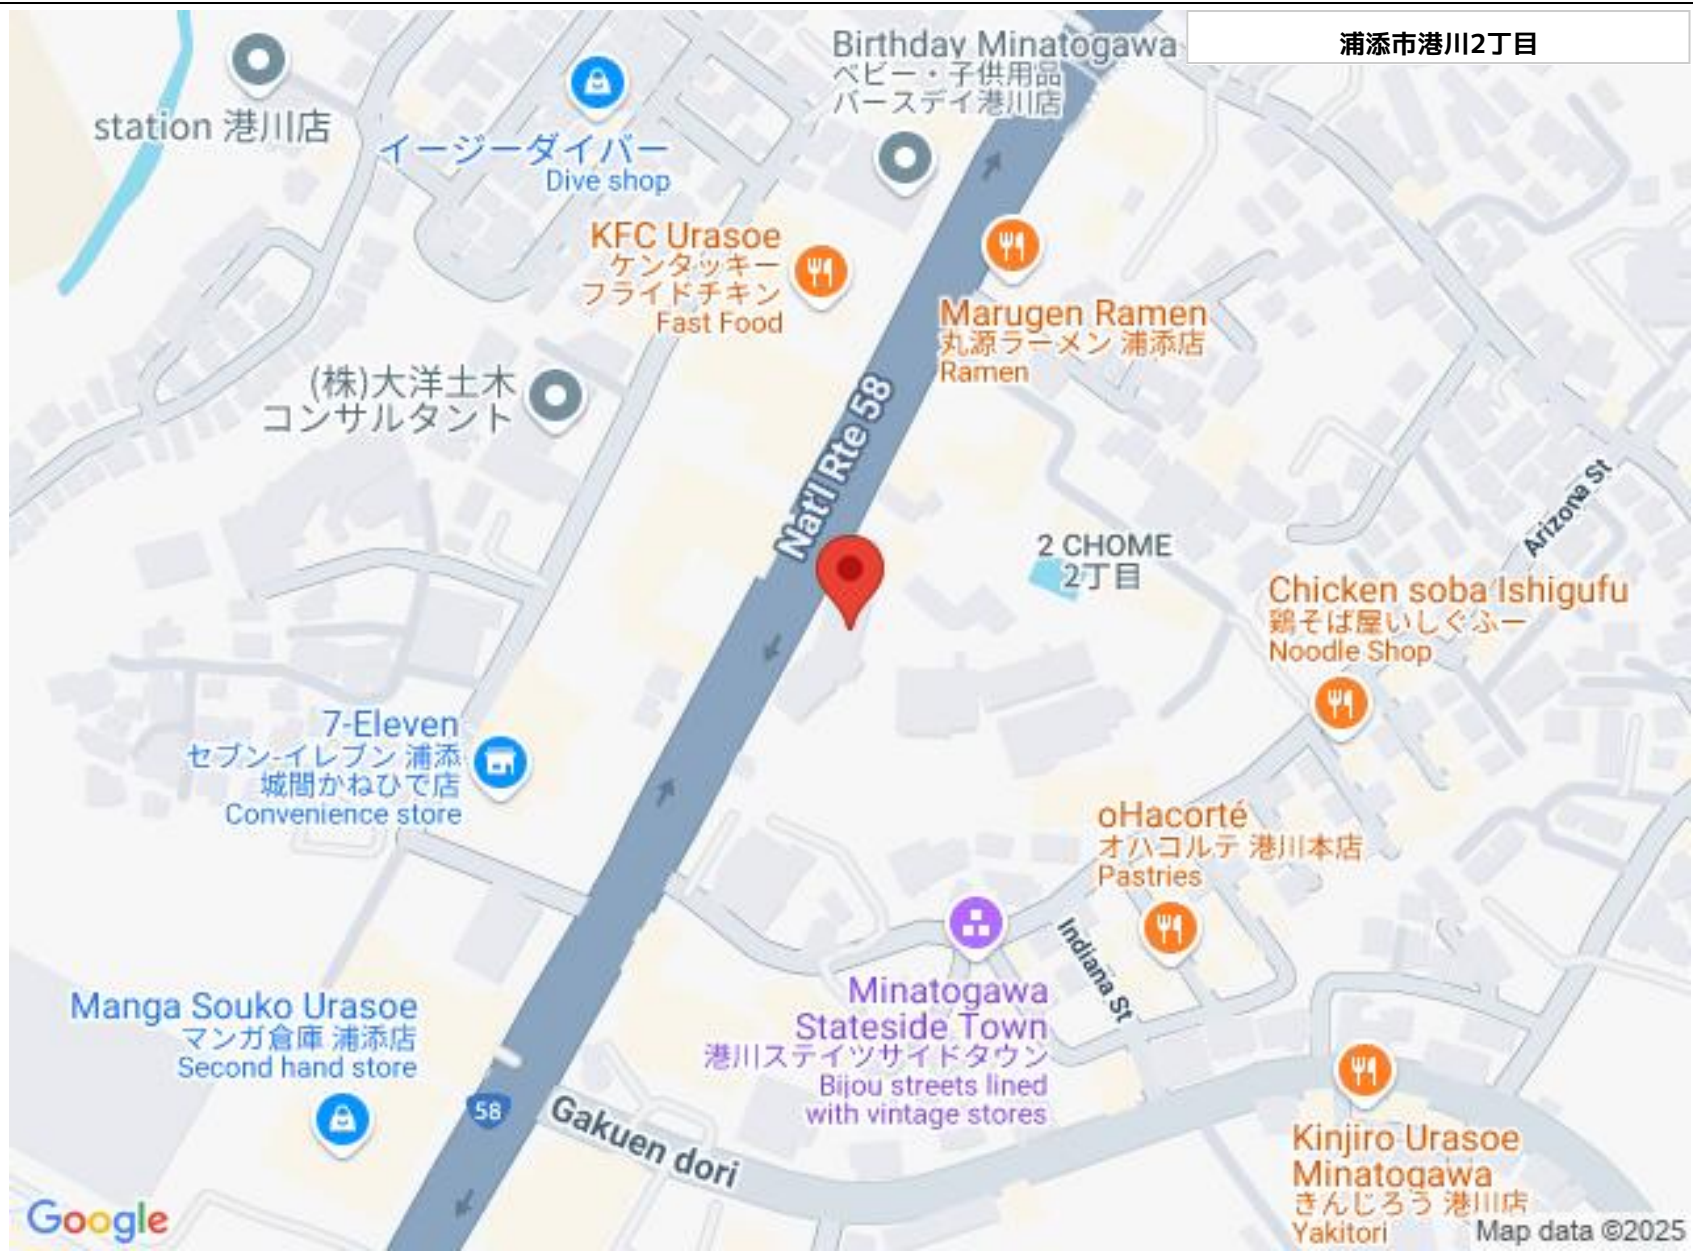 浦添市港川2丁目
Birthday Minatogawa
ベビー・子供用品
バースデイ港川店
station 港川店
イージーダイバー
Dive shop
KFC Urasoe
ケンタッキー
フライドチキン
Fast Food
Marugen Ramen
丸源ラーメン 浦添店
Ramen
(株)大洋土木
コンサルタント
Nat'l Rte 58
Arizona St
2 CHOME
2丁目
Chicken soba Ishigufu
鶏そば屋いしぐふー
Noodle Shop
7-Eleven
セブン-イレブン 浦添
城間かねひで店
Convenience store
oHacorté
オハコルテ 港川本店
Pastries
Indiana St
Minatogawa
Stateside Town
港川ステイツサイドタウン
Bijou streets lined
with vintage stores
Manga Souko Urasoe
マンガ倉庫 浦添店
Second hand store
58
Gakuen dori
Kinjiro Urasoe
Minatogawa
きんじろう 港川店
Yakitori
Google
Map data ©2025